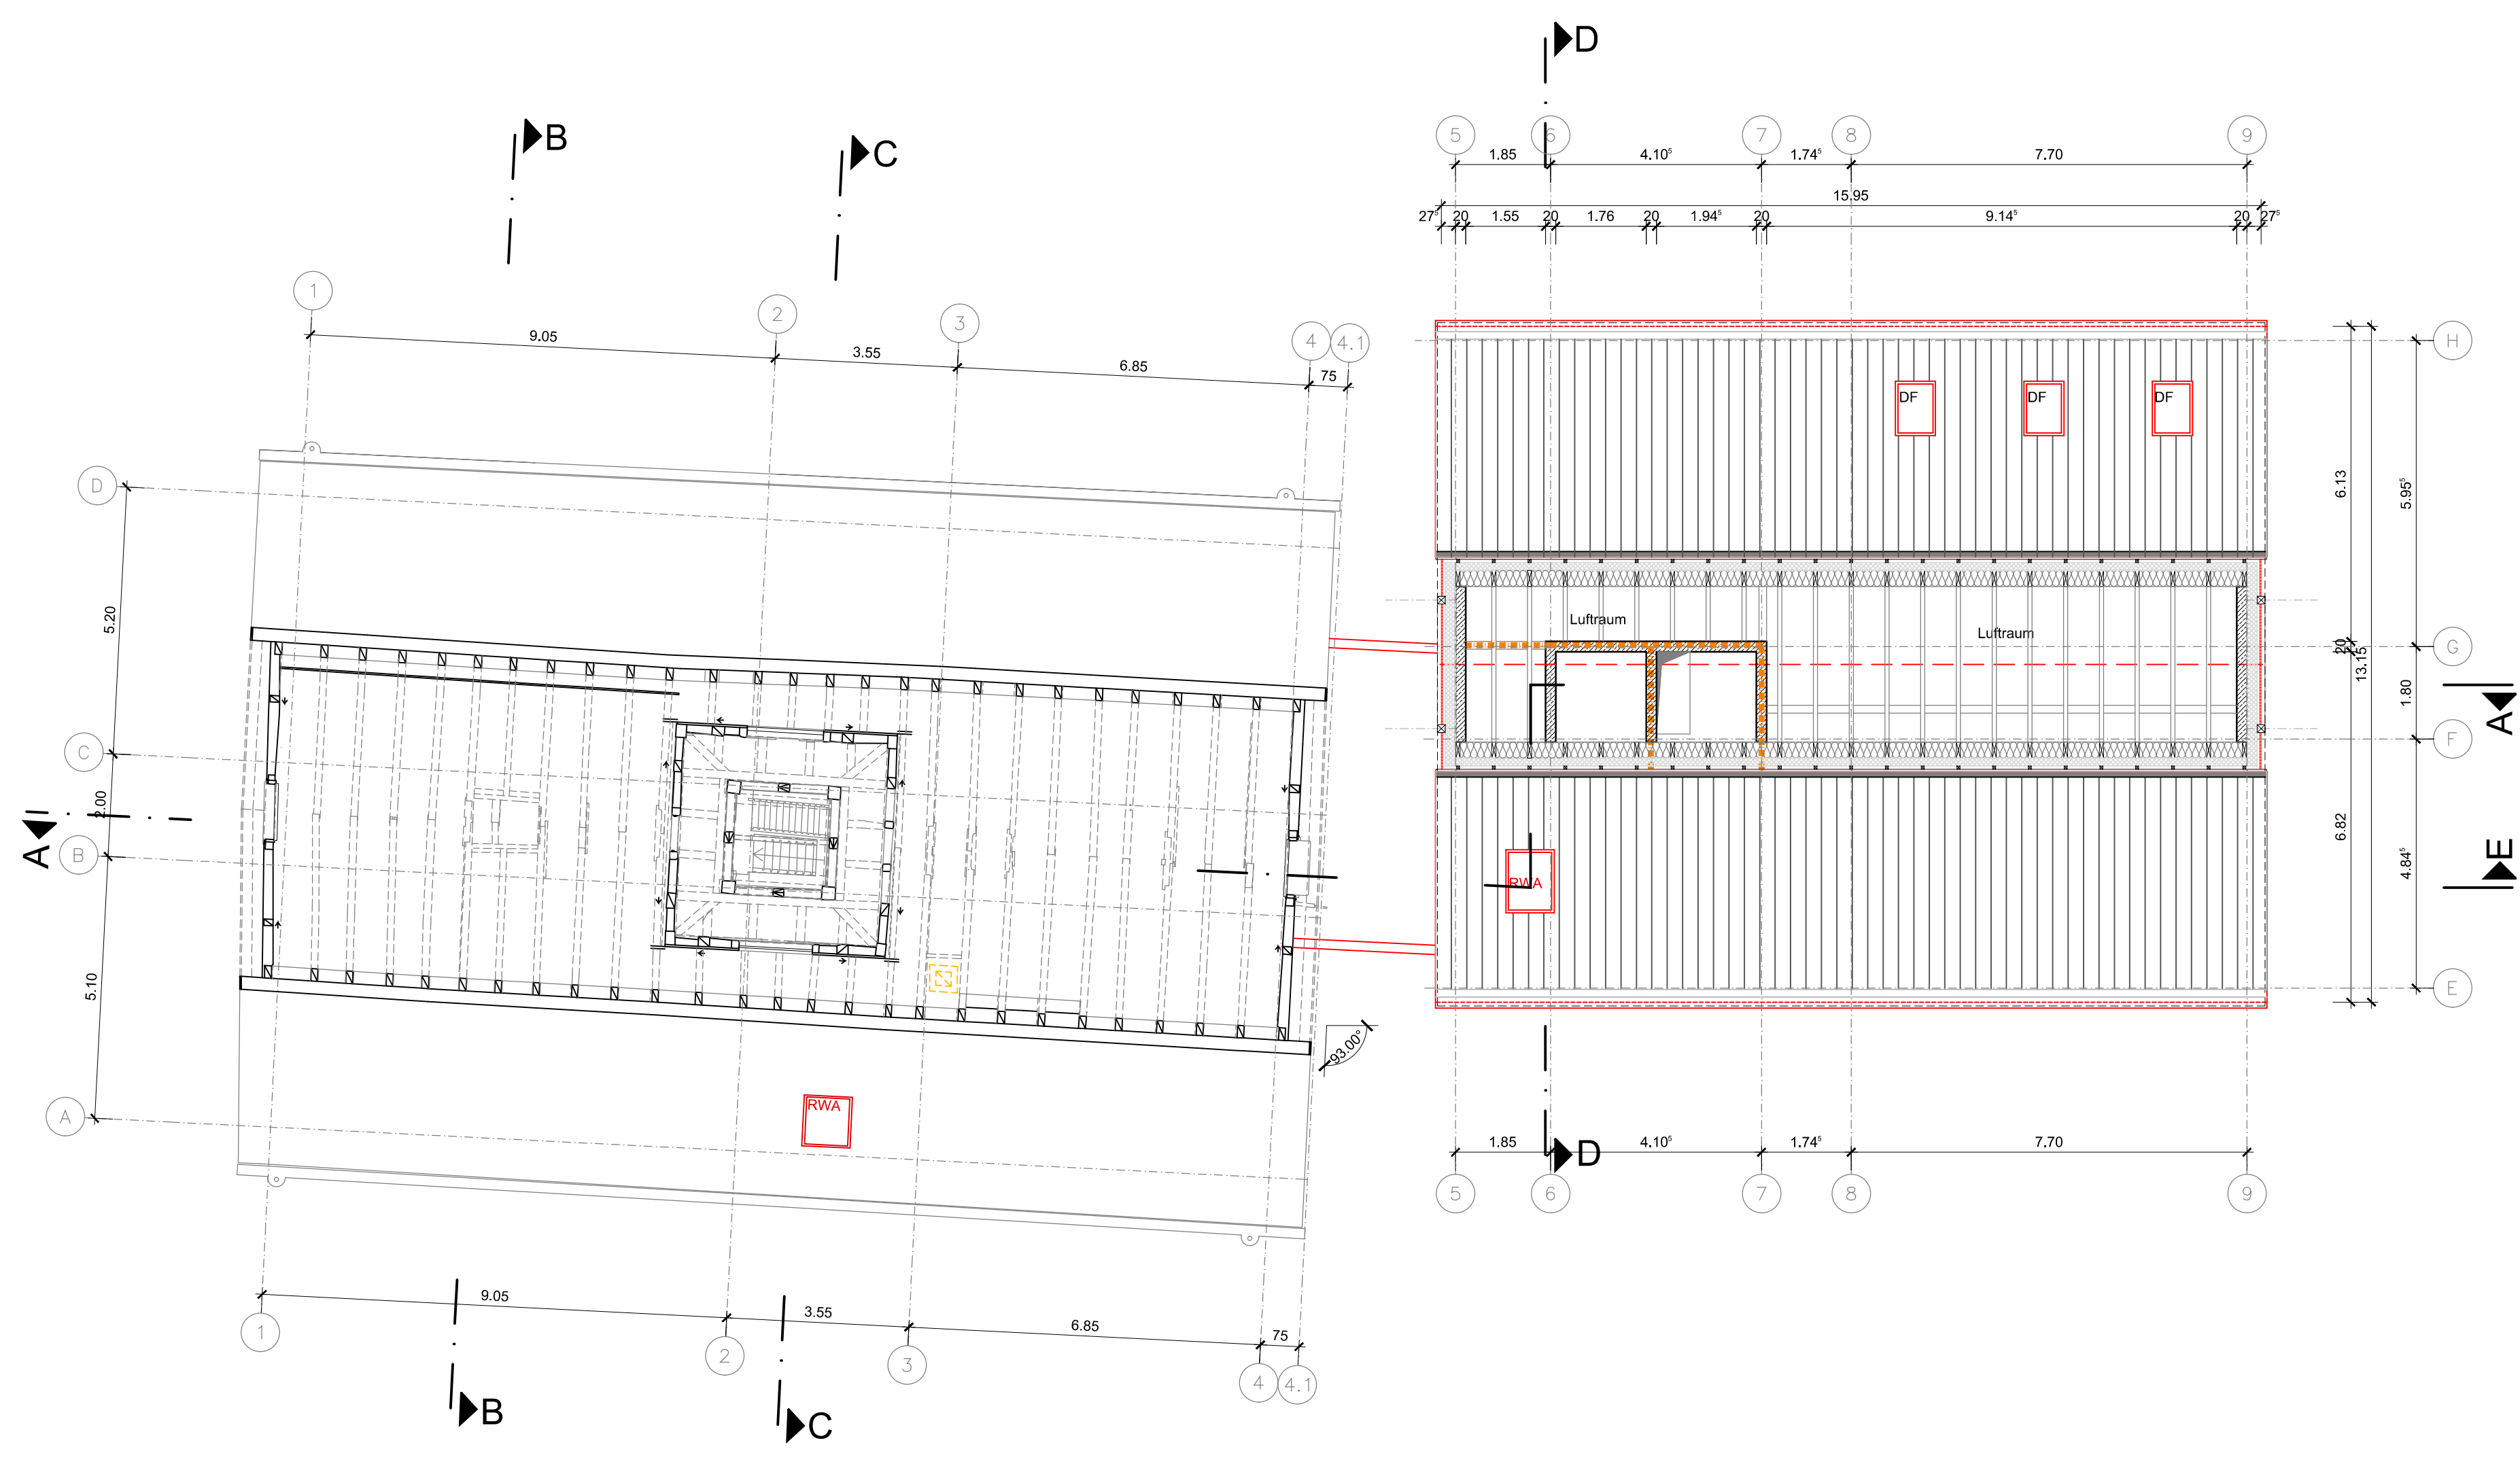 D
B
C
5
6
7
8
9
1.85
4.10⁵
1.74⁵
7.70
15.95
27⁵
20
1.55
20
1.76
20
1.94⁵
20
9.14⁵
20
27⁵
1
2
3
4
4.1
9.05
3.55
6.85
75
H
DF
DF
DF
D
6.13
5.95⁵
5.20
Luftraum
Luftraum
G
20
13.15
1.80
A
C
F
2.00
A
B
6.82
4.84⁵
E
RWA
5.10
E
93.00°
A
RWA
1.85
4.10⁵
1.74⁵
7.70
D
5
6
7
8
9
9.05
3.55
6.85
75
1
2
3
4
4.1
B
C